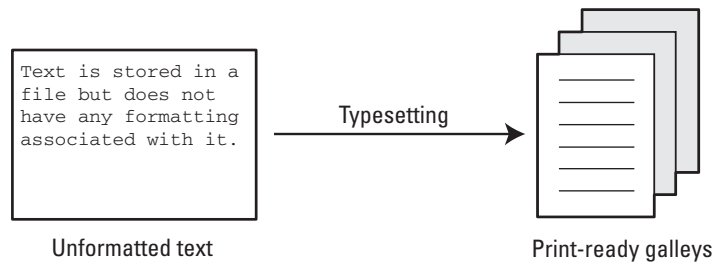 Text is stored in a
file but does not
have any formatting
associated with it.
Typesetting
Unformatted text
Print-ready galleys